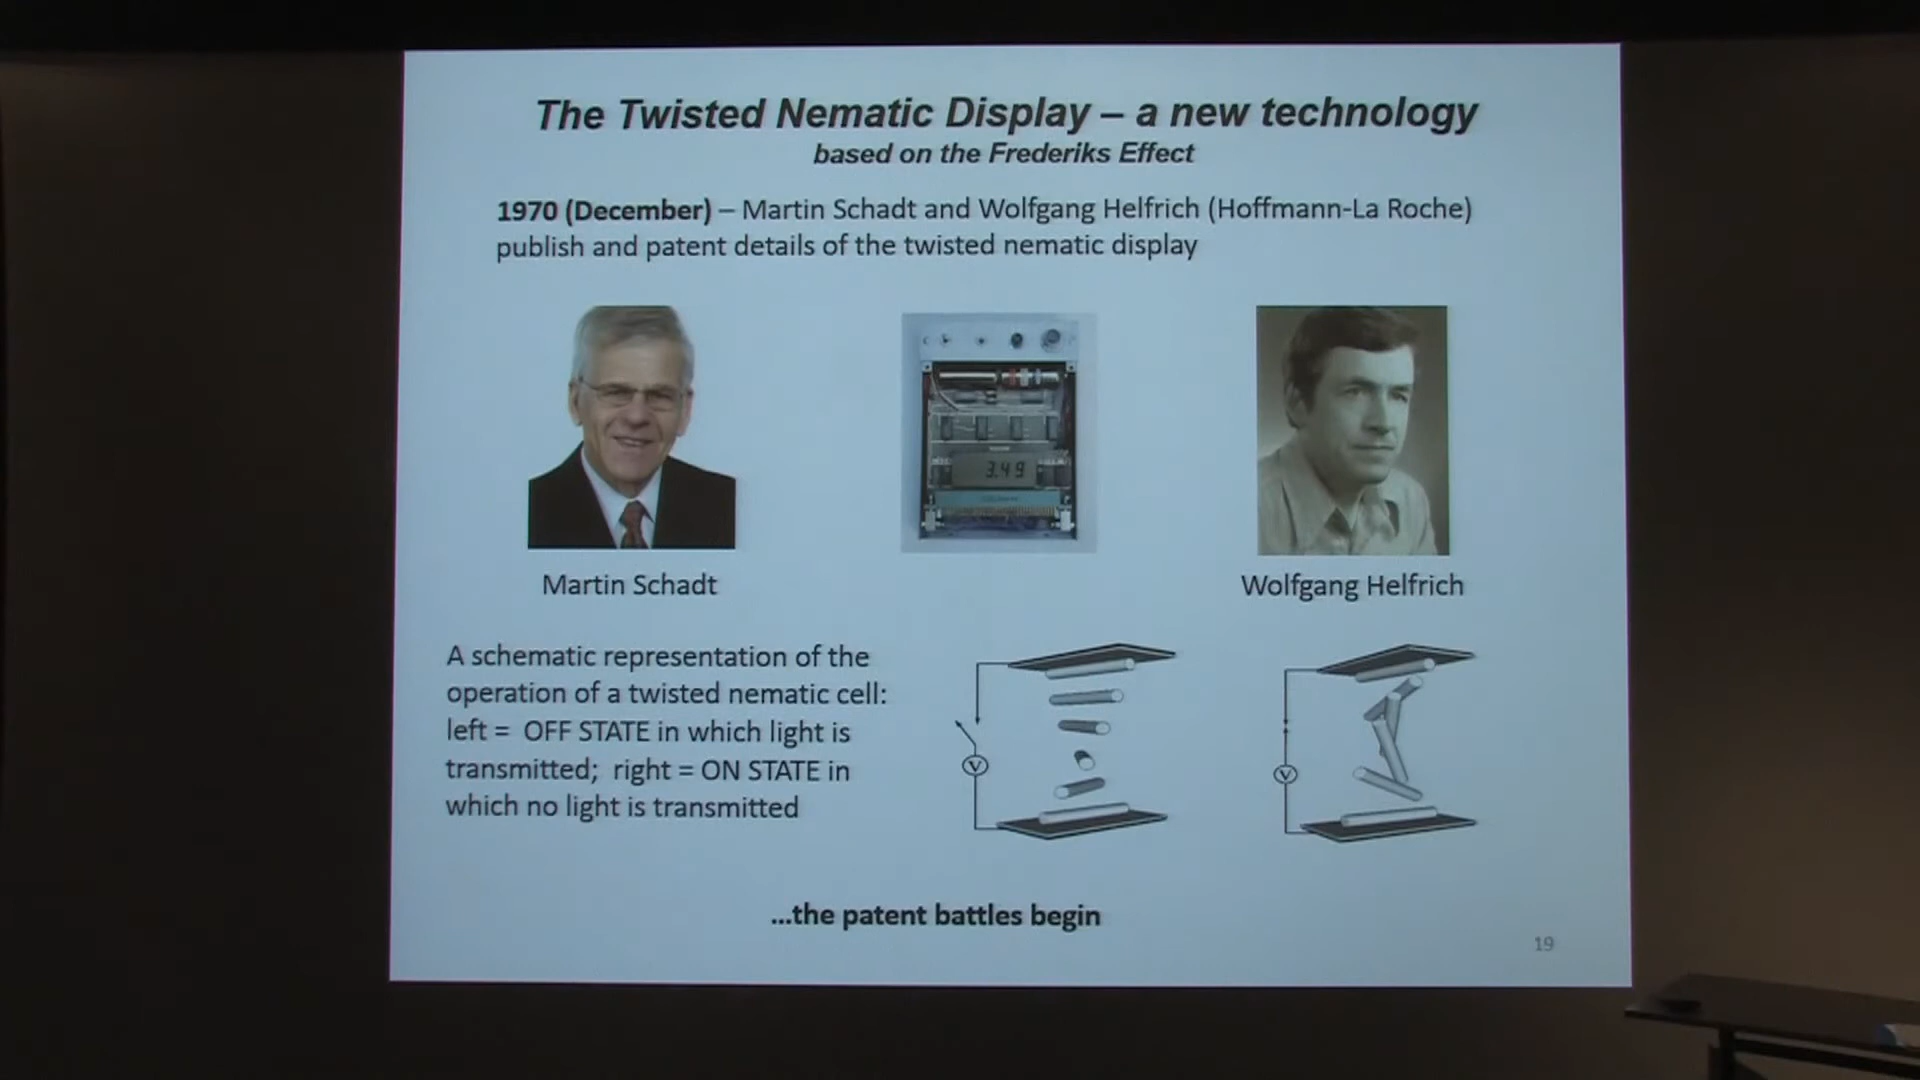 The Twisted Nematic Display – a new technology
based on the Frederiks Effect
1970 (December) – Martin Schadt and Wolfgang Helfrich (Hoffmann-La Roche)
publish and patent details of the twisted nematic display
3.49
Martin Schadt
Wolfgang Helfrich
A schematic representation of the
operation of a twisted nematic cell:
left = OFF STATE in which light is
transmitted; right = ON STATE in
which no light is transmitted
V
V
...the patent battles begin
19